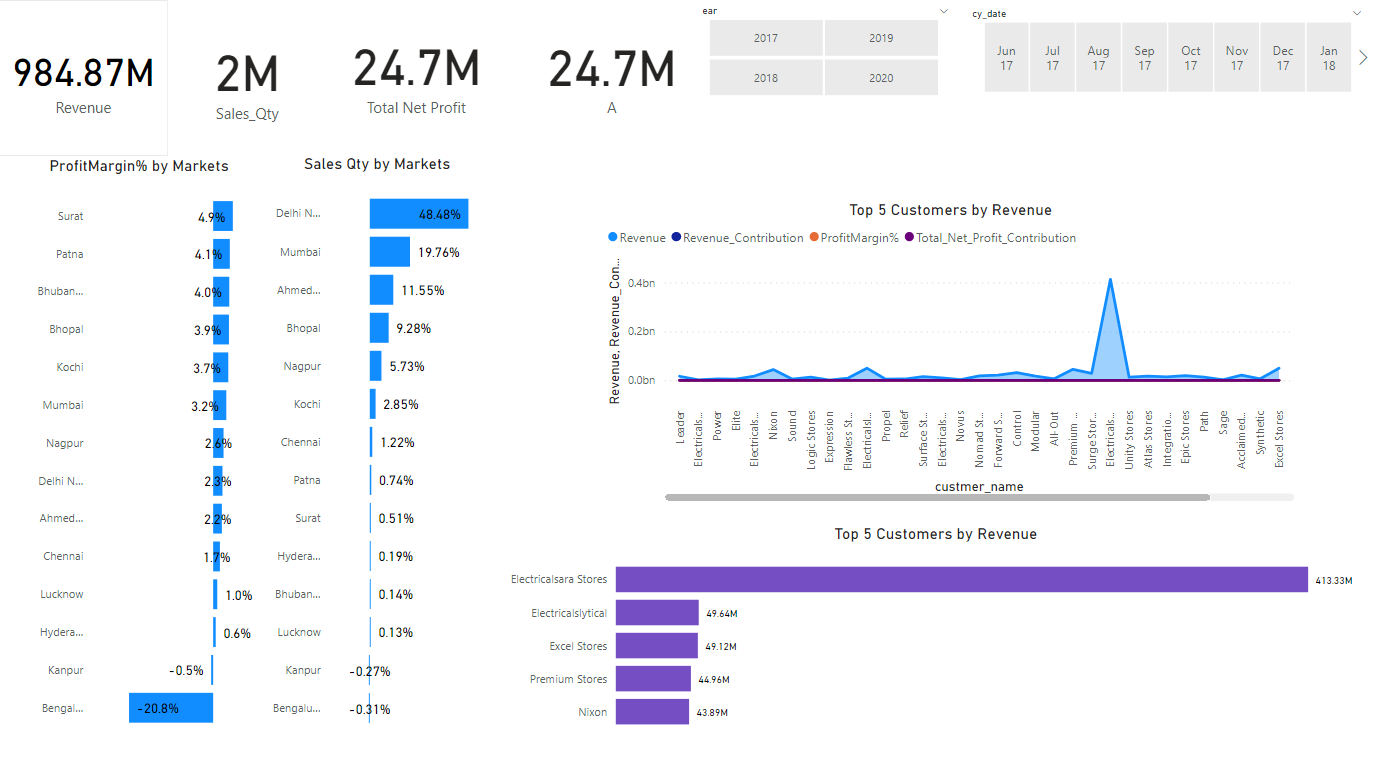 984.87M
Revenue
2M
Sales_Qty
24.7M
Total Net Profit
24.7M
A
ear
2017
2019
2018
2020
cy_date
Jun
17
Jul
17
Aug
17
Sep
17
Oct
17
Nov
17
Dec
17
Jan
18
ProfitMargin% by Markets
Surat
4.9%
Patna
4.1%
Bhuban...
4.0%
Bhopal
3.9%
Kochi
3.7%
Mumbai
3.2%
Nagpur
2.6%
Delhi N...
2.3%
Ahmed...
2.2%
Chennai
1.7%
Lucknow
1.0%
Hydera...
0.6%
Kanpur
-0.5%
Bengal...
-20.8%
Sales Qty by Markets
Delhi N...
48.48%
Mumbai
19.76%
Ahmed...
11.55%
Bhopal
9.28%
Nagpur
5.73%
Kochi
2.85%
Chennai
1.22%
Patna
0.74%
Surat
0.51%
Hydera...
0.19%
Bhuban...
0.14%
Lucknow
0.13%
Kanpur
-0.27%
Bengalu...
-0.31%
Top 5 Customers by Revenue
Revenue
Revenue_Contribution
ProfitMargin%
Total_Net_Profit_Contribution
Revenue, Revenue_Con...
0.4bn
0.2bn
0.0bn
Leader
Electricals...
Power
Elite
Electricals...
Nixon
Sound
Logic Stores
Expression
Flawless St...
Electricalsl...
Propel
Relief
Surface St...
Electricals...
Novus
Nomad St...
Forward S...
Control
Modular
All-Out
Premium ...
Surge Stor...
Electricals...
Unity Stores
Atlas Stores
Integratio...
Epic Stores
Path
Sage
Acclaimed...
Synthetic
Excel Stores
custmer_name
Top 5 Customers by Revenue
Electricalsara Stores
413.33M
Electricalslytical
49.64M
Excel Stores
49.12M
Premium Stores
44.96M
Nixon
43.89M